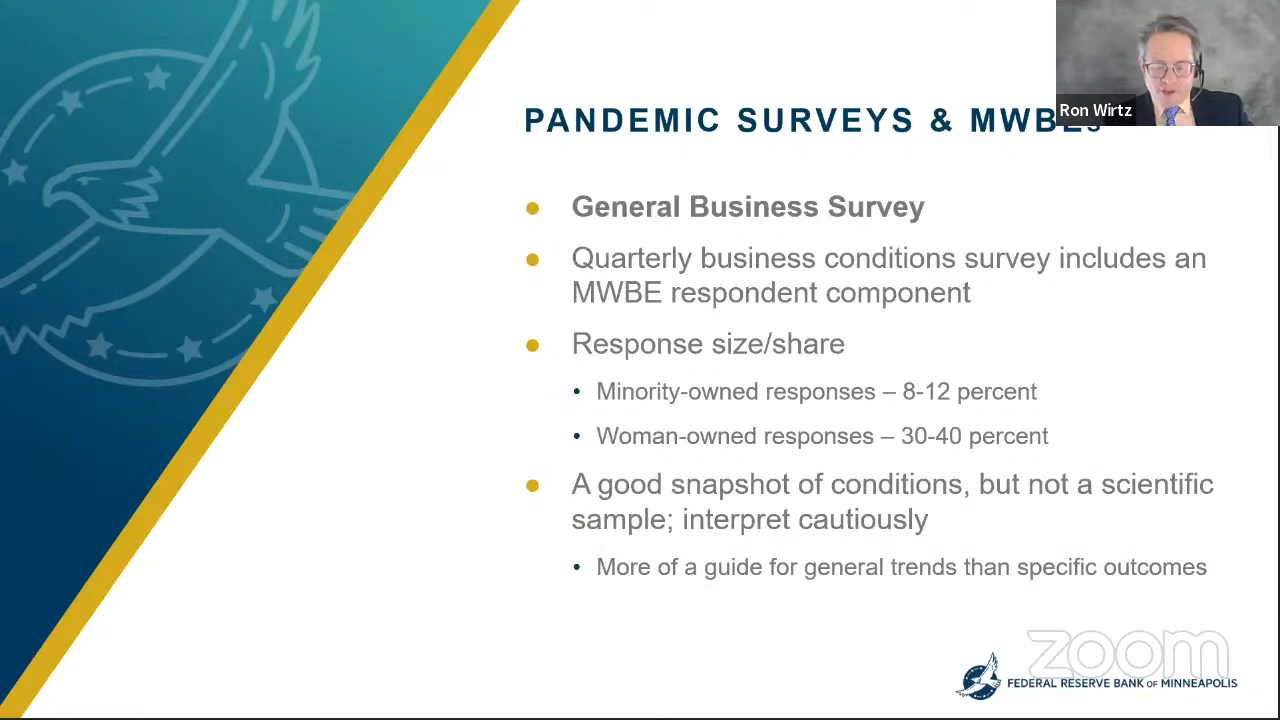 Ron Wirtz
PANDEMIC SURVEYS & MWBEs
General Business Survey
Quarterly business conditions survey includes an
MWBE respondent component
Response size/share
Minority-owned responses – 8-12 percent
Woman-owned responses – 30-40 percent
A good snapshot of conditions, but not a scientific
sample; interpret cautiously
More of a guide for general trends than specific outcomes
zoom
FEDERAL RESERVE BANK OF MINNEAPOLIS